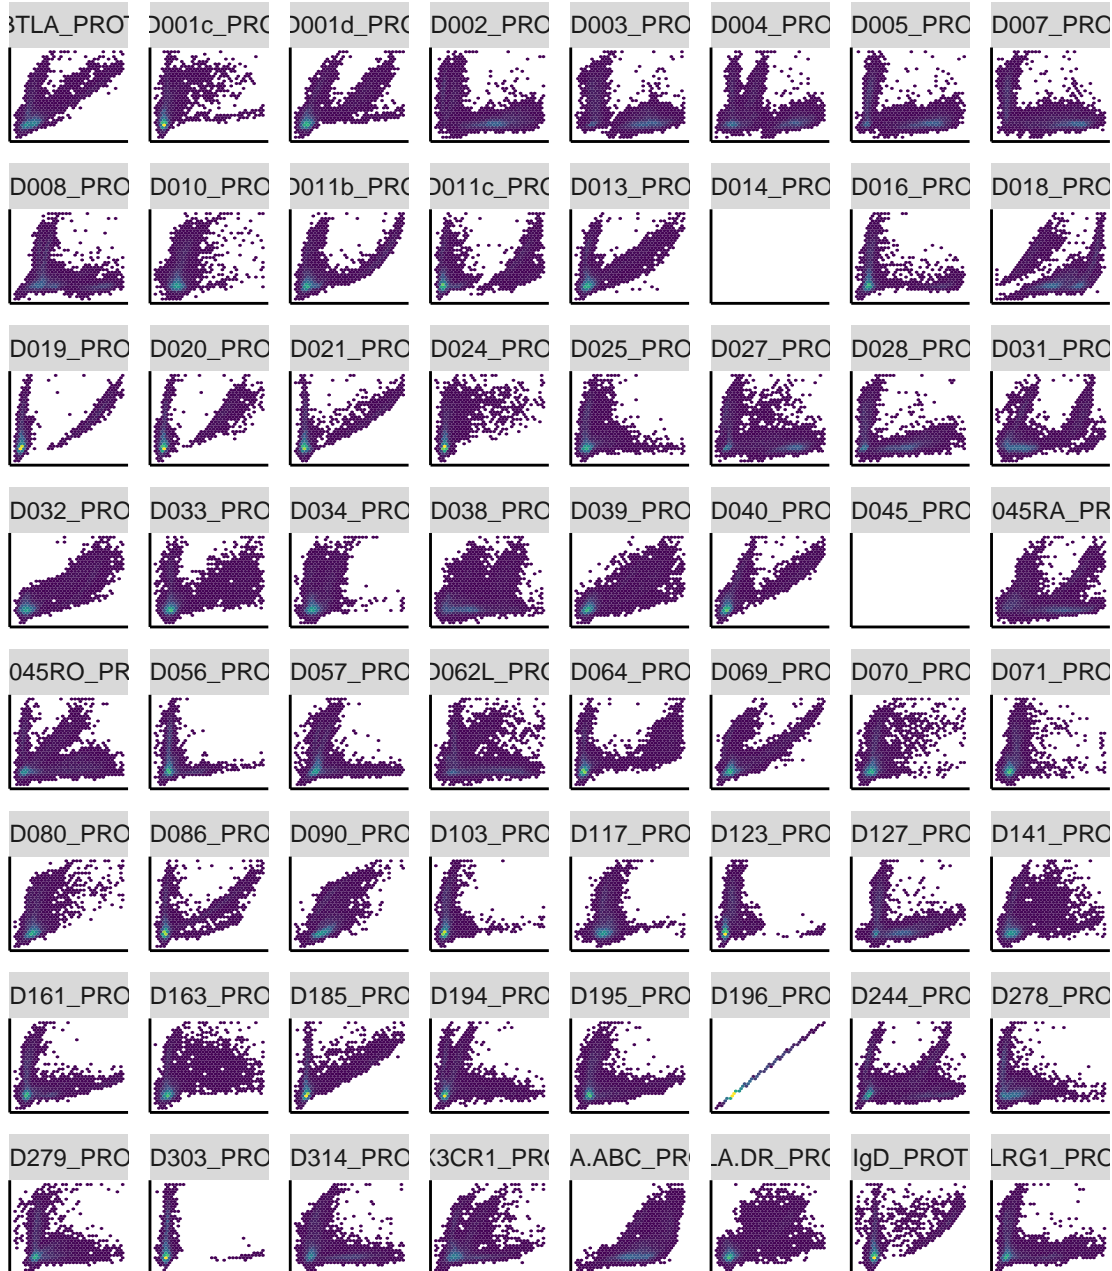 BTLA_PROT D001c_PRO D001d_PRO D002_PRO D003_PRO D004_PRO D005_PRO D007_PRO
D008_PRO D010_PRO D011b_PRO D011c_PRO D013_PRO D014_PRO D016_PRO D018_PRO
D019_PRO D020_PRO D021_PRO D024_PRO D025_PRO D027_PRO D028_PRO D031_PRO
D032_PRO D033_PRO D034_PRO D038_PRO D039_PRO D040_PRO D045_PRO 045RA_PR
045RO_PR D056_PRO D057_PRO D062L_PRO D064_PRO D069_PRO D070_PRO D071_PRO
D080_PRO D086_PRO D090_PRO D103_PRO D117_PRO D123_PRO D127_PRO D141_PRO
D161_PRO D163_PRO D185_PRO D194_PRO D195_PRO D196_PRO D244_PRO D278_PRO
D279_PRO D303_PRO D314_PRO X3CR1_PRO A.ABC_PRO LA.DR_PRO IgD_PROT LRG1_PRO